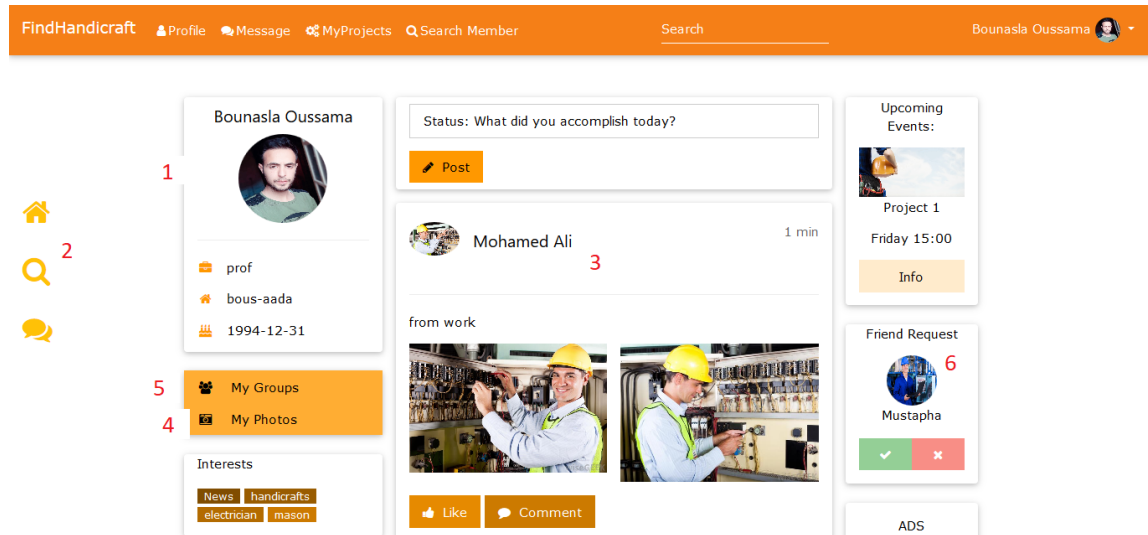 FindHandicraft Profile Message MyProjects Search Member Search Bounasla Oussama
1
Bounasla Oussama
prof
bous-aada
1994-12-31
2
5
My Groups
4
My Photos
Interests
News handicrafts
electrician mason
Status: What did you accomplish today?
Post
Mohamed Ali
1 min
3
from work
Like Comment
Upcoming
Events:
Project 1
Friday 15:00
Info
Friend Request
6
Mustapha
ADS